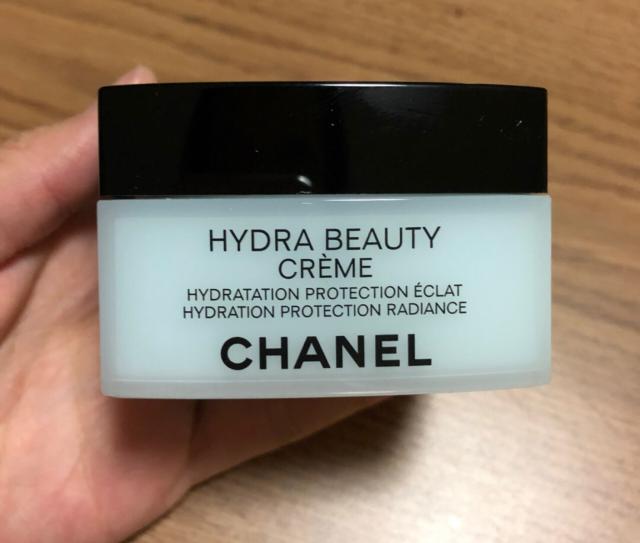 HYDRA BEAUTY
CRÈME
HYDRATATION PROTECTION ÉCLAT
HYDRATION PROTECTION RADIANCE
CHANEL